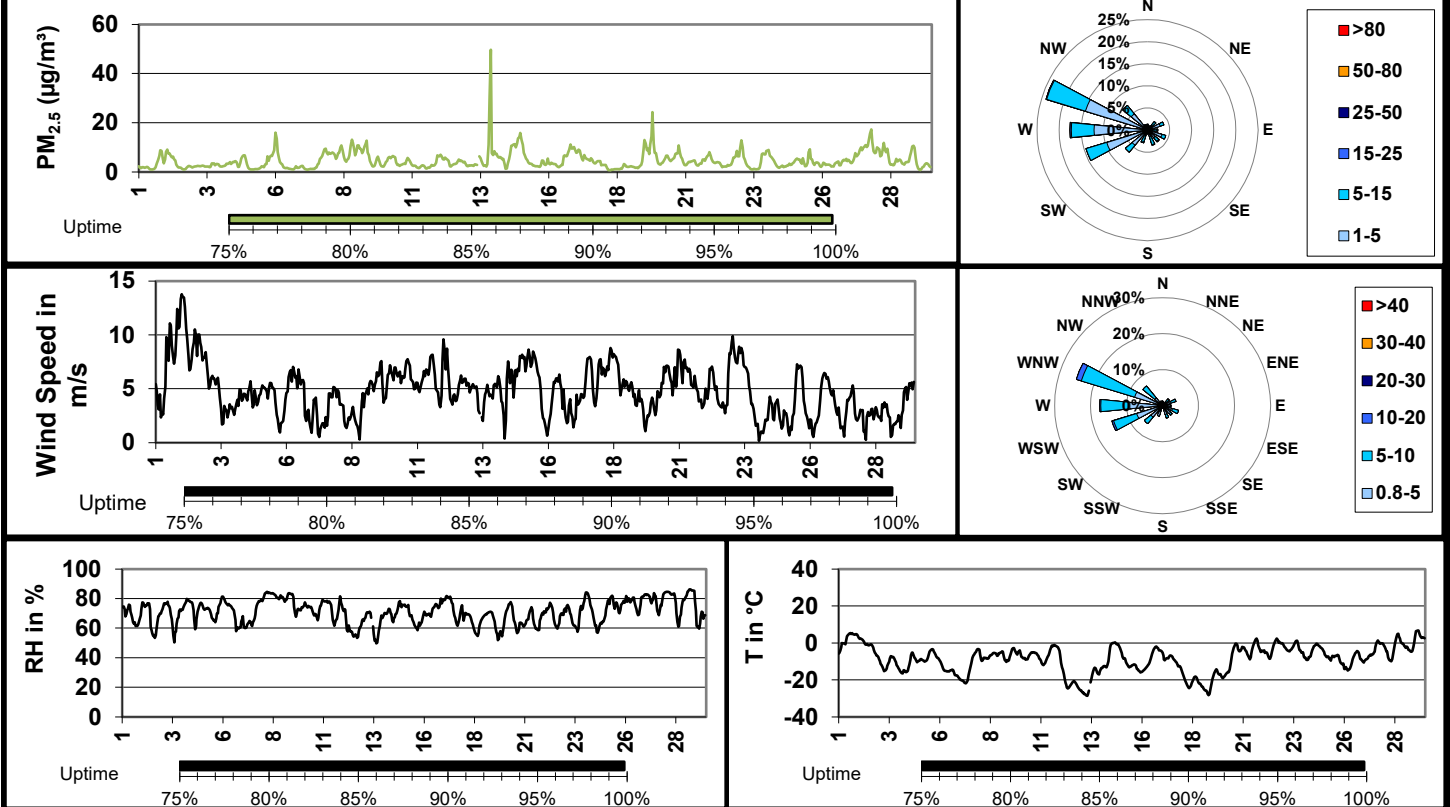 PM2.5 (µg/m³)
60
40
20
0
1 3 6 8 11 13 16 18 21 23 26 28
Uptime
75% 80% 85% 90% 95% 100%
N
NE
E
SE
S
SW
W
NW
25%
20%
15%
10%
5%
0%
>80
50-80
25-50
15-25
5-15
1-5
Wind Speed in
m/s
15
10
5
0
1 3 6 8 11 13 16 18 21 23 26 28
Uptime
75% 80% 85% 90% 95% 100%
N
NNE
NE
ENE
E
ESE
SE
SSE
S
SSW
SW
WSW
W
WNW
NW
NNW
30%
20%
10%
0%
>40
30-40
20-30
10-20
5-10
0.8-5
RH in %
100
80
60
40
20
0
1 3 6 8 11 13 16 18 21 23 26 28
Uptime
75% 80% 85% 90% 95% 100%
T in °C
40
20
0
-20
-40
1 3 6 8 11 13 16 18 21 23 26 28
Uptime
75% 80% 85% 90% 95% 100%